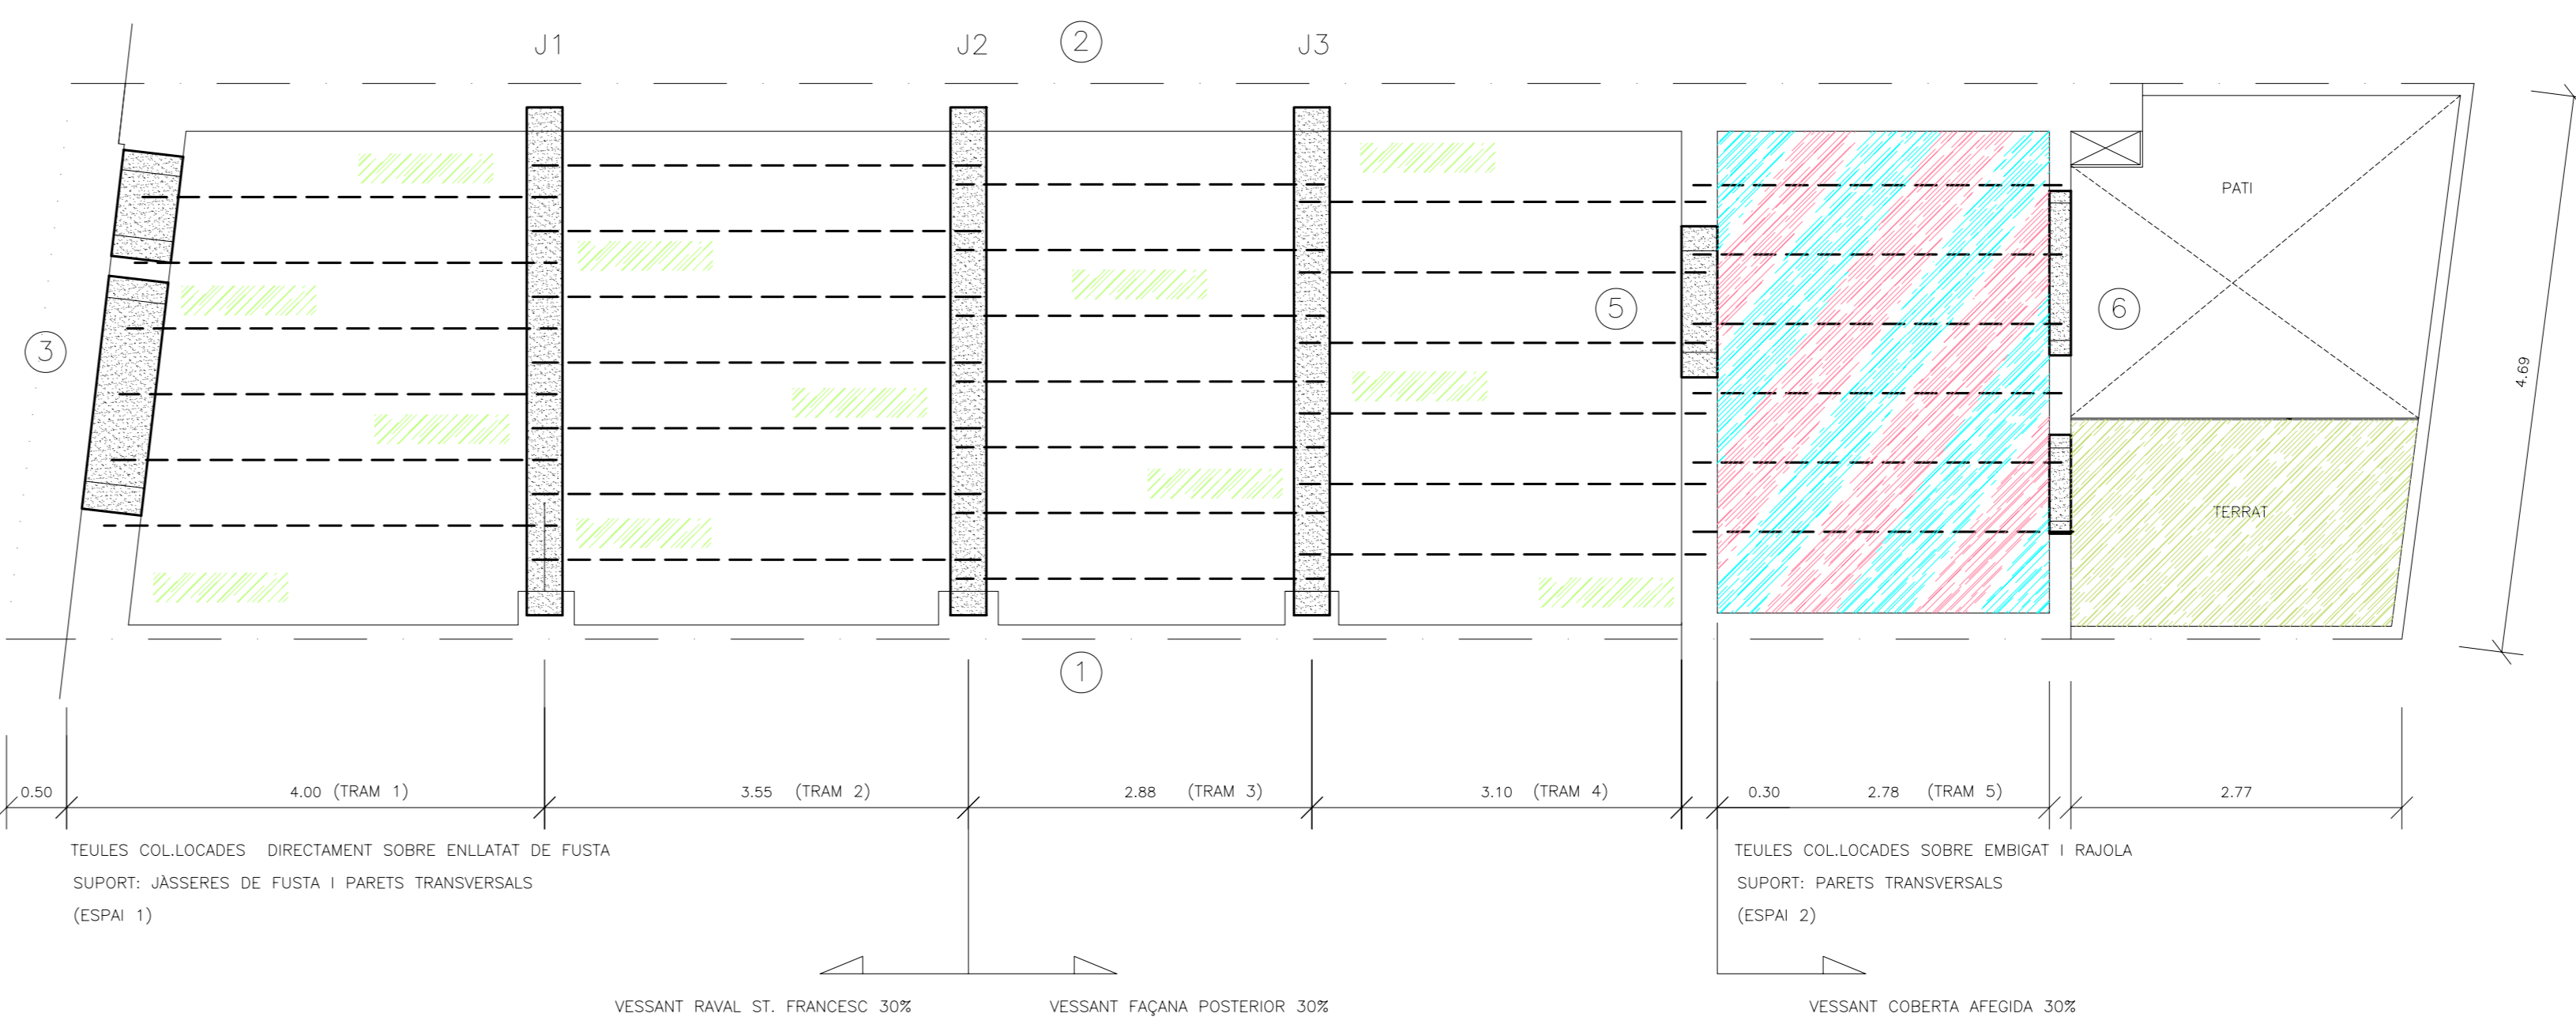 J1
J2
2
J3
PATI
3
5
6
4.69
TERRAT
1
0.50
4.00 (TRAM 1)
3.55 (TRAM 2)
2.88 (TRAM 3)
3.10 (TRAM 4)
0.30
2.78 (TRAM 5)
2.77
TEULES COL.LOCADES DIRECTAMENT SOBRE ENLLATAT DE FUSTA
SUPORT: JÀSSERES DE FUSTA I PARETS TRANSVERSALS
(ESPAI 1)
TEULES COL.LOCADES SOBRE EMBIGAT I RAJOLA
SUPORT: PARETS TRANSVERSALS
(ESPAI 2)
VESSANT RAVAL ST. FRANCESC 30%
VESSANT FAÇANA POSTERIOR 30%
VESSANT COBERTA AFEGIDA 30%